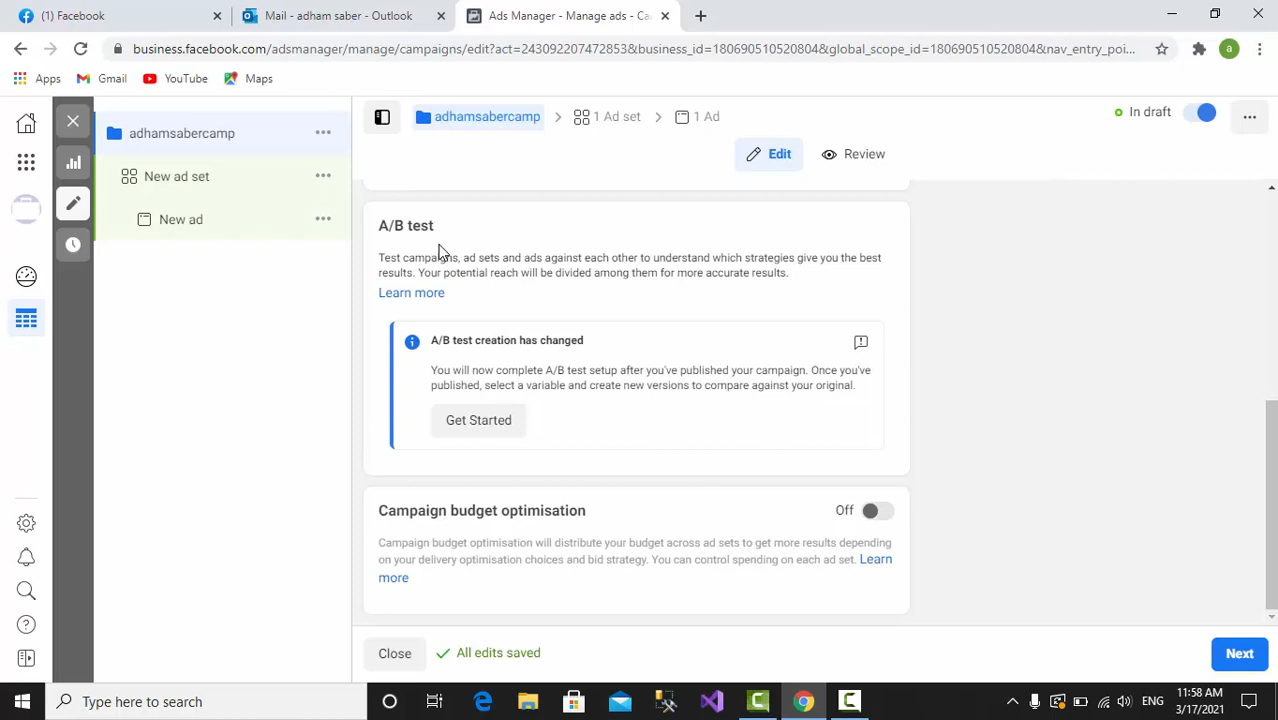 (1) Facebook
Mail - adham saber - Outlook
Ads Manager - Manage ads - Ca
business.facebook.com/adsmanager/manage/campaigns/edit?act=243092207472853&business_id=180690510520804&global_scope_id=180690510520804&nav_entry_poi...
a
Apps
Gmail
YouTube
Maps
adhamsabercamp
New ad set
New ad
adhamsabercamp
1 Ad set
1 Ad
In draft
Edit
Review
A/B test
Test campaigns, ad sets and ads against each other to understand which strategies give you the best
results. Your potential reach will be divided among them for more accurate results.
Learn more
A/B test creation has changed
You will now complete A/B test setup after you've published your campaign. Once you've
published, select a variable and create new versions to compare against your original.
Get Started
Campaign budget optimisation
Off
Campaign budget optimisation will distribute your budget across ad sets to get more results depending
on your delivery optimisation choices and bid strategy. You can control spending on each ad set. Learn
more
Close
All edits saved
Next
Type here to search
ENG
11:58 AM
3/17/2021